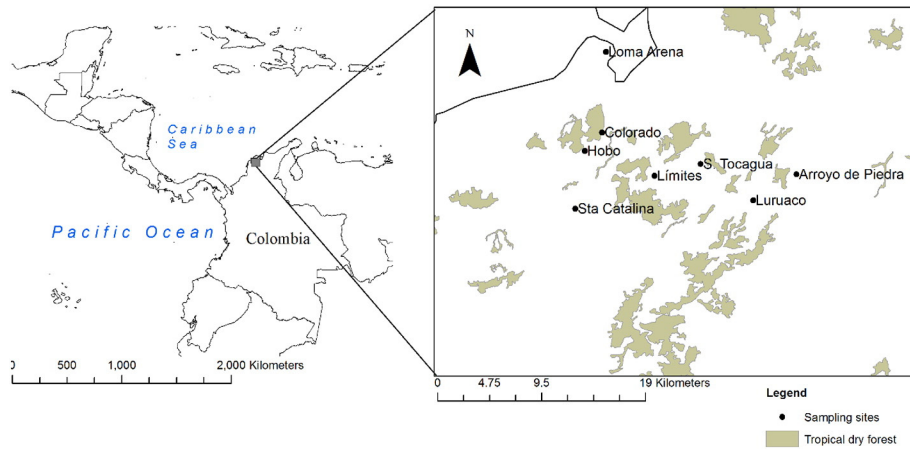 Caribbean
Sea
Pacific Ocean
Colombia
0 500 1,000 2,000 Kilometers
N
Loma Arena
Colorado
Hobo
S. Tocagua
Límites
Arroyo de Piedra
Luruaco
Sta Catalina
0 4.75 9.5 19 Kilometers
Legend
Sampling sites
Tropical dry forest